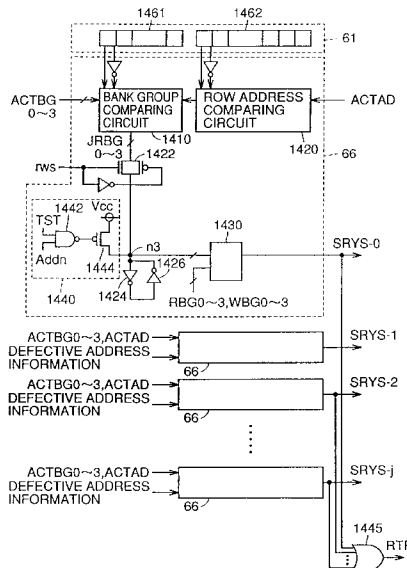 1461
1462
61
ACTBG
0~3
BANK GROUP
COMPARING
CIRCUIT
1410
ROW ADDRESS
COMPARING
CIRCUIT
1420
ACTAD
JRBG
0~3
1422
66
rws
1442
Vcc
TST
Addn
1444
1440
n3
1424
1426
1430
RBG0~3,WBG0~3
SRYS-0
ACTBG0~3,ACTAD
DEFECTIVE ADDRESS
INFORMATION
66
SRYS-1
ACTBG0~3,ACTAD
DEFECTIVE ADDRESS
INFORMATION
66
SRYS-2
ACTBG0~3,ACTAD
DEFECTIVE ADDRESS
INFORMATION
66
SRYS-j
1445